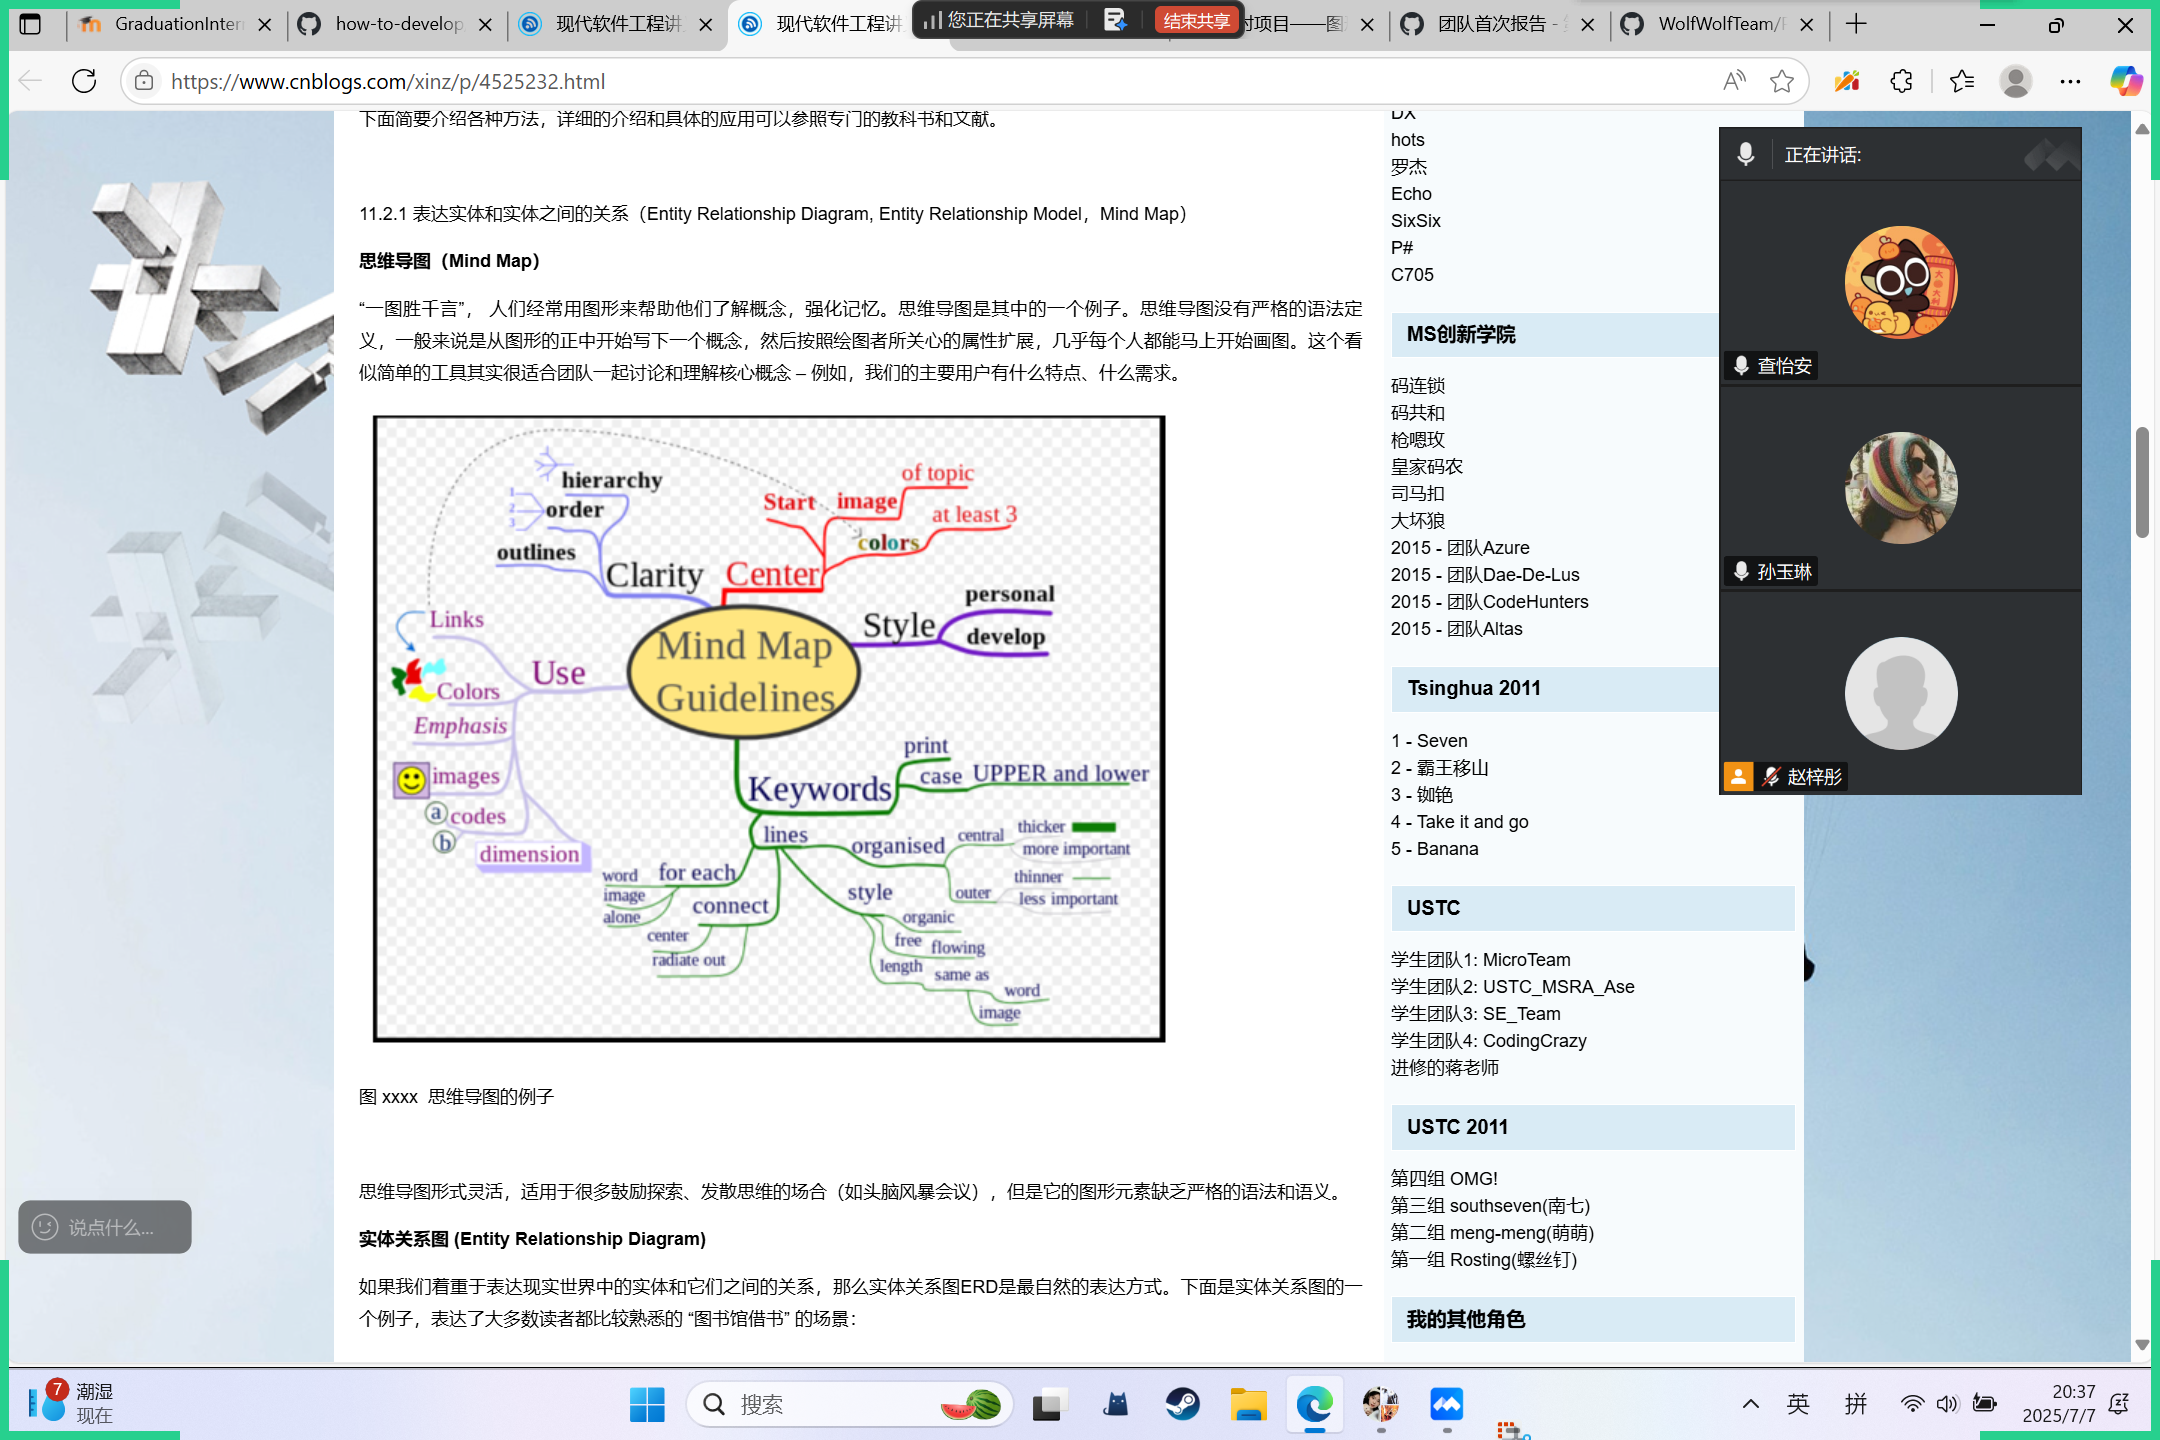 GraduationIntern
how-to-develop
现代软件工程讲
现代软件工程讲
您正在共享屏幕
结束共享
对项目——图
团队首次报告 -
WolfWolfTeam/
https://www.cnblogs.com/xinz/p/4525232.html
下面简要介绍各种方法，详细的介绍和具体的应用可以参照专门的教科书和文献。
11.2.1 表达实体和实体之间的关系（Entity Relationship Diagram, Entity Relationship Model，Mind Map）
思维导图（Mind Map）
“一图胜千言”， 人们经常用图形来帮助他们了解概念，强化记忆。思维导图是其中的一个例子。思维导图没有严格的语法定
义，一般来说是从图形的正中开始写下一个概念，然后按照绘图者所关心的属性扩展，几乎每个人都能马上开始画图。这个看
似简单的工具其实很适合团队一起讨论和理解核心概念 – 例如，我们的主要用户有什么特点、什么需求。
hierarchy
1
2
3
order
outlines
Clarity
Start
image
of topic
at least 3
colors
Center
personal
Style
develop
Links
Use
Colors
Emphasis
images
a
codes
b
dimension
Mind Map
Guidelines
print
Keywords
case
UPPER and lower
lines
organised
central
thicker
more important
thinner
outer
less important
for each
word
image
alone
connect
center
radiate out
style
organic
free
flowing
length
same as
word
image
图 xxxx  思维导图的例子
思维导图形式灵活，适用于很多鼓励探索、发散思维的场合（如头脑风暴会议），但是它的图形元素缺乏严格的语法和语义。
实体关系图 (Entity Relationship Diagram)
如果我们着重于表达现实世界中的实体和它们之间的关系，那么实体关系图ERD是最自然的表达方式。下面是实体关系图的一
个例子，表达了大多数读者都比较熟悉的 “图书馆借书” 的场景：
DX
hots
罗杰
Echo
SixSix
P#
C705
MS创新学院
码连锁
码共和
枪嗯玫
皇家码农
司马扣
大坏狼
2015 - 团队Azure
2015 - 团队Dae-De-Lus
2015 - 团队CodeHunters
2015 - 团队Altas
Tsinghua 2011
1 - Seven
2 - 霸王移山
3 - 铷铯
4 - Take it and go
5 - Banana
USTC
学生团队1: MicroTeam
学生团队2: USTC_MSRA_Ase
学生团队3: SE_Team
学生团队4: CodingCrazy
进修的蒋老师
USTC 2011
第四组 OMG!
第三组 southseven(南七)
第二组 meng-meng(萌萌)
第一组 Rosting(螺丝钉)
我的其他角色
正在讲话:
查怡安
孙玉琳
赵梓彤
说点什么...
7
潮湿
现在
搜索
英
拼
20:37
2025/7/7